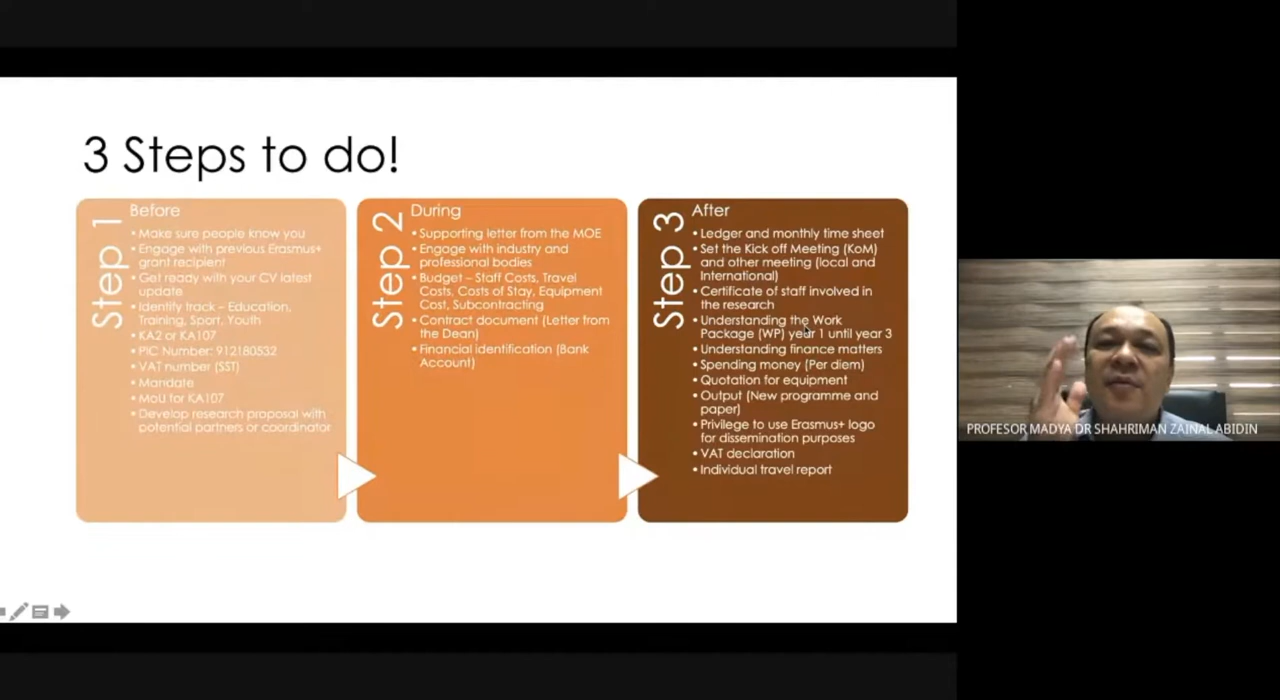 3 Steps to do!
Step 1
Before
• Make sure people know you
• Engage with previous Erasmus+
grant recipient
• Get ready with your CV latest
update
• Identify track – Education,
Training, Sport, Youth
• KA2 or KA107
• PIC Number: 912180532
• VAT number (SST)
• Mandate
• MoU for KA107
• Develop research proposal with
potential partners or coordinator
Step 2
During
• Supporting letter from the MOE
• Engage with industry and
professional bodies
• Budget – Staff Costs, Travel
Costs, Costs of Stay, Equipment
Cost, Subcontracting
• Contract document (Letter from
the Dean)
• Financial identification (Bank
Account)
Step 3
After
• Ledger and monthly time sheet
• Set the Kick off Meeting (KoM)
and other meeting (local and
International)
• Certificate of staff involved in
the research
• Understanding the Work
Package (WP) year 1 until year 3
• Understanding finance matters
• Spending money (Per diem)
• Quotation for equipment
• Output (New programme and
paper)
• Privilege to use Erasmus+ logo
for dissemination purposes
• VAT declaration
• Individual travel report
PROFESOR MADYA DR SHAHRIMAN ZAINAL ABIDIN